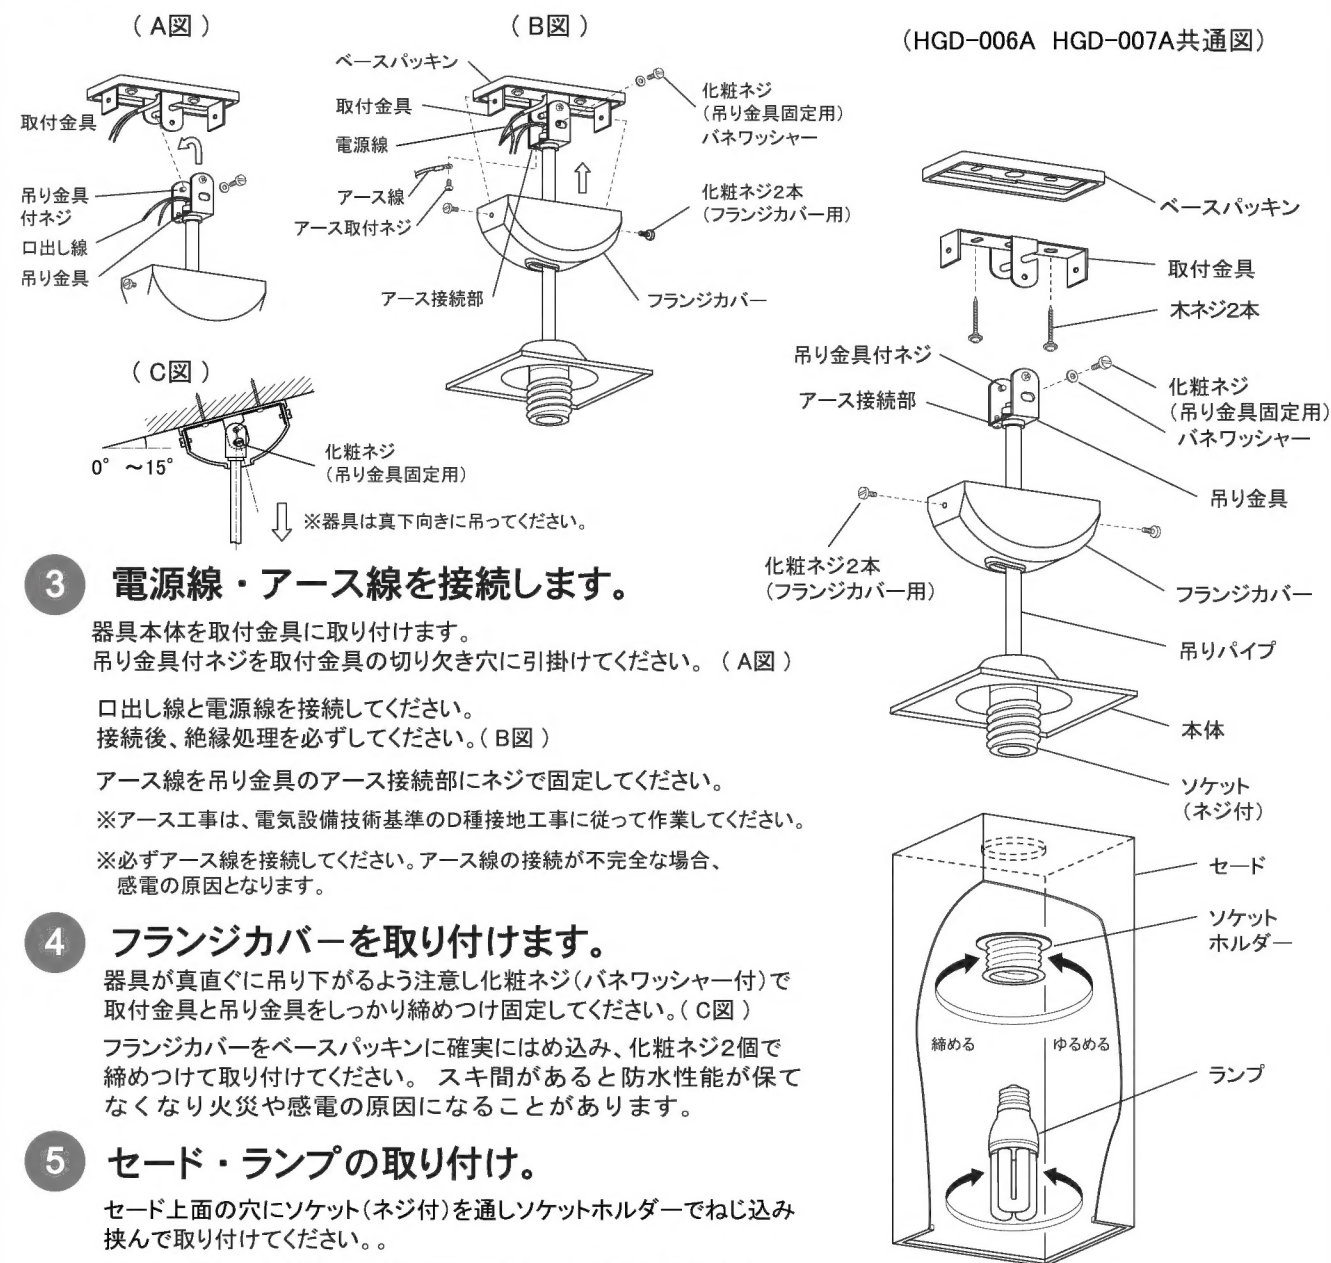 （A図）
取付金具
吊り金具
付ネジ
口出し線
吊り金具
（B図）
ベースパッキン
取付金具
電源線
アース線
アース取付ネジ
アース接続部
化粧ネジ
（吊り金具固定用）
バネワッシャー
化粧ネジ2本
（フランジカバー用）
フランジカバー
（C図）
0° ～15°
化粧ネジ
（吊り金具固定用）
※器具は真下向きに吊ってください。
（HGD-006A HGD-007A共通図）
ベースパッキン
取付金具
木ネジ2本
吊り金具付ネジ
アース接続部
化粧ネジ
（吊り金具固定用）
バネワッシャー
吊り金具
化粧ネジ2本
（フランジカバー用）
フランジカバー
吊りパイプ
本体
ソケット
（ネジ付）
セード
ソケット
ホルダー
締める
ゆるめる
ランプ
3 電源線・アース線を接続します。
器具本体を取付金具に取り付けます。
吊り金具付ネジを取付金具の切り欠き穴に引掛けてください。（A図）
口出し線と電源線を接続してください。
接続後、絶縁処理を必ずしてください。（B図）
アース線を吊り金具のアース接続部にネジで固定してください。
※アース工事は、電気設備技術基準のD種接地工事に従って作業してください。
※必ずアース線を接続してください。アース線の接続が不完全な場合、
感電の原因となります。
4 フランジカバーを取り付けます。
器具が真直ぐに吊り下がるよう注意し化粧ネジ（バネワッシャー付）で
取付金具と吊り金具をしっかり締めつけ固定してください。（C図）
フランジカバーをベースパッキンに確実にはめ込み、化粧ネジ2個で
締めつけて取り付けてください。 スキ間があると防水性能が保て
なくなり火災や感電の原因になることがあります。
5 セード・ランプの取り付け。
セード上面の穴にソケット（ネジ付）を通しソケットホルダーでねじ込み
挟んで取り付けてください。。